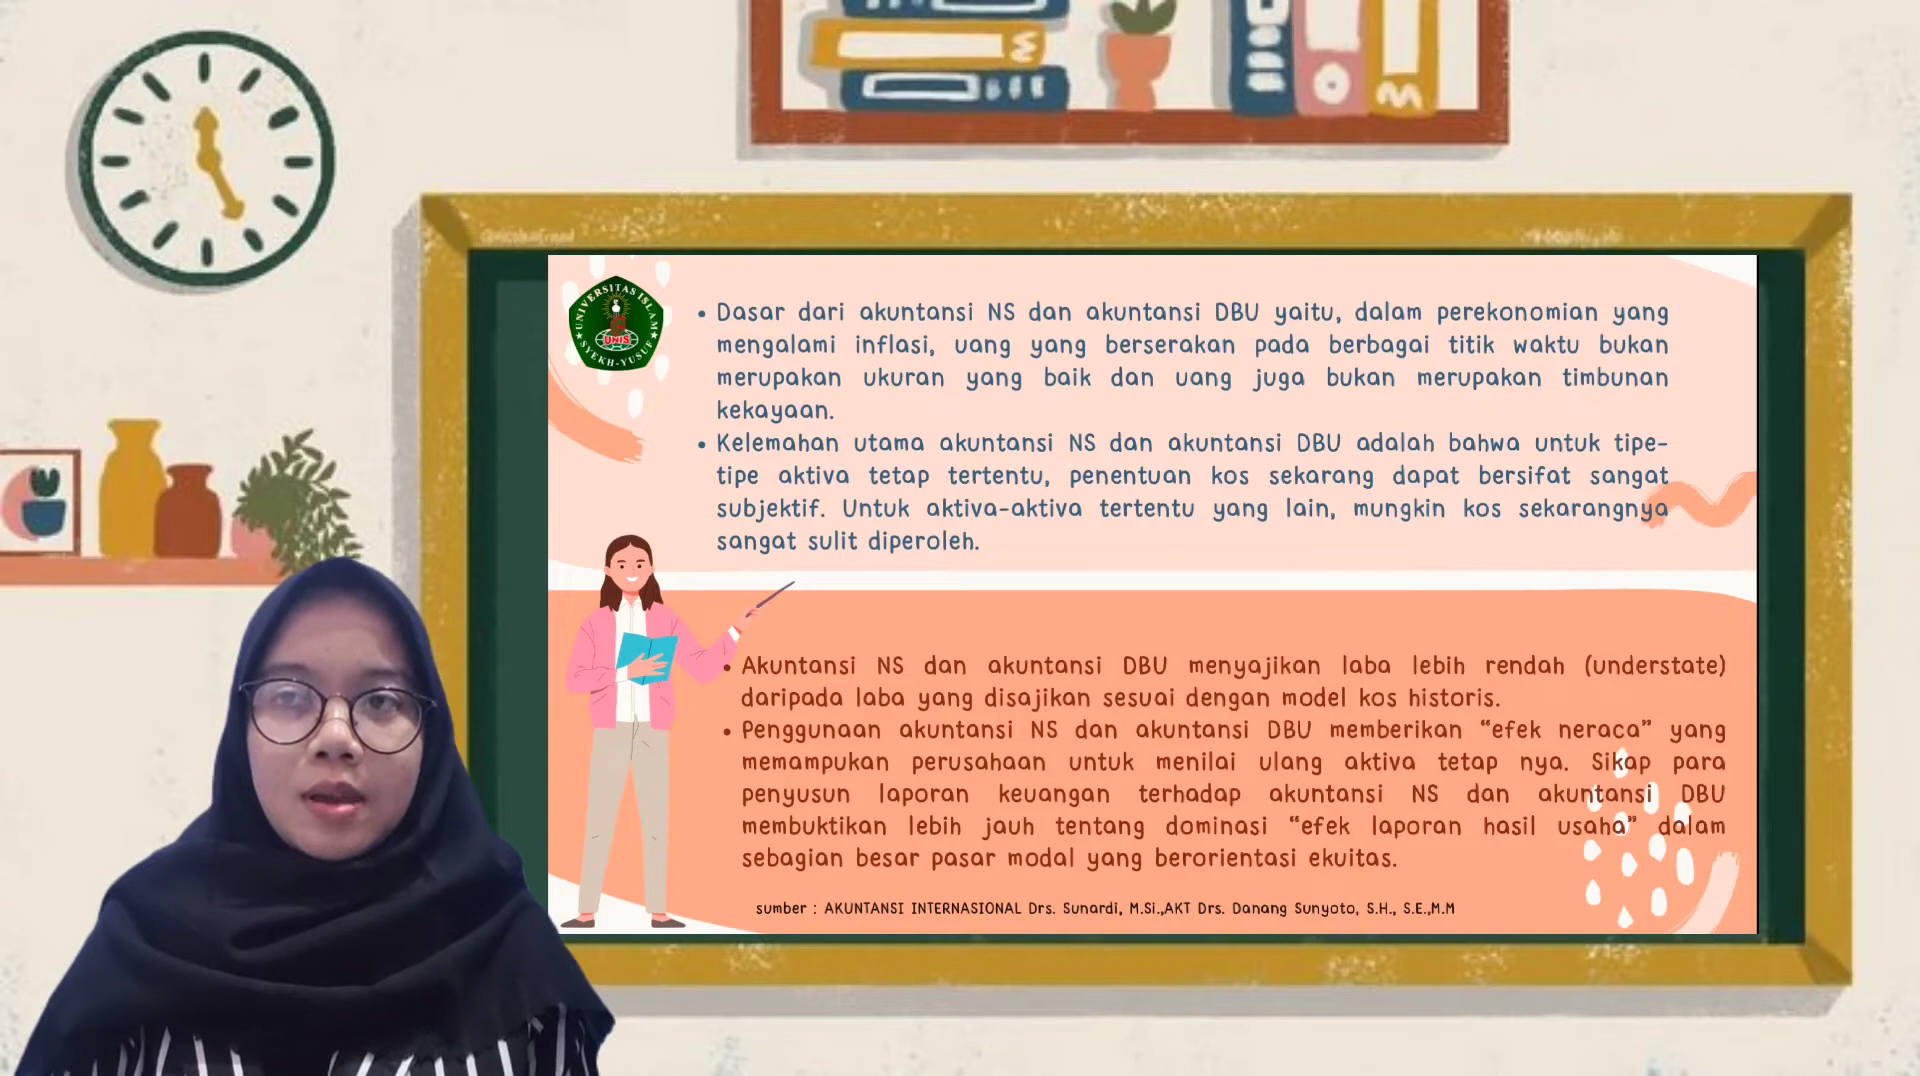 UNIVERSITAS ISLAM
UNIS
SYEKH-YUSUF
• Dasar dari akuntansi NS dan akuntansi DBU yaitu, dalam perekonomian yang
mengalami inflasi, uang yang berserakan pada berbagai titik waktu bukan
merupakan ukuran yang baik dan uang juga bukan merupakan timbunan
kekayaan.
• Kelemahan utama akuntansi NS dan akuntansi DBU adalah bahwa untuk tipe-
tipe aktiva tetap tertentu, penentuan kos sekarang dapat bersifat sangat
subjektif. Untuk aktiva-aktiva tertentu yang lain, mungkin kos sekarangnya
sangat sulit diperoleh.
• Akuntansi NS dan akuntansi DBU menyajikan laba lebih rendah (understate)
daripada laba yang disajikan sesuai dengan model kos historis.
• Penggunaan akuntansi NS dan akuntansi DBU memberikan “efek neraca” yang
memampukan perusahaan untuk menilai ulang aktiva tetap nya. Sikap para
penyusun laporan keuangan terhadap akuntansi NS dan akuntansi DBU
membuktikan lebih jauh tentang dominasi “efek laporan hasil usaha” dalam
sebagian besar pasar modal yang berorientasi ekuitas.
sumber : AKUNTANSI INTERNASIONAL Drs. Sunardi, M.Si.,AKT Drs. Danang Sunyoto, S.H., S.E.,M.M